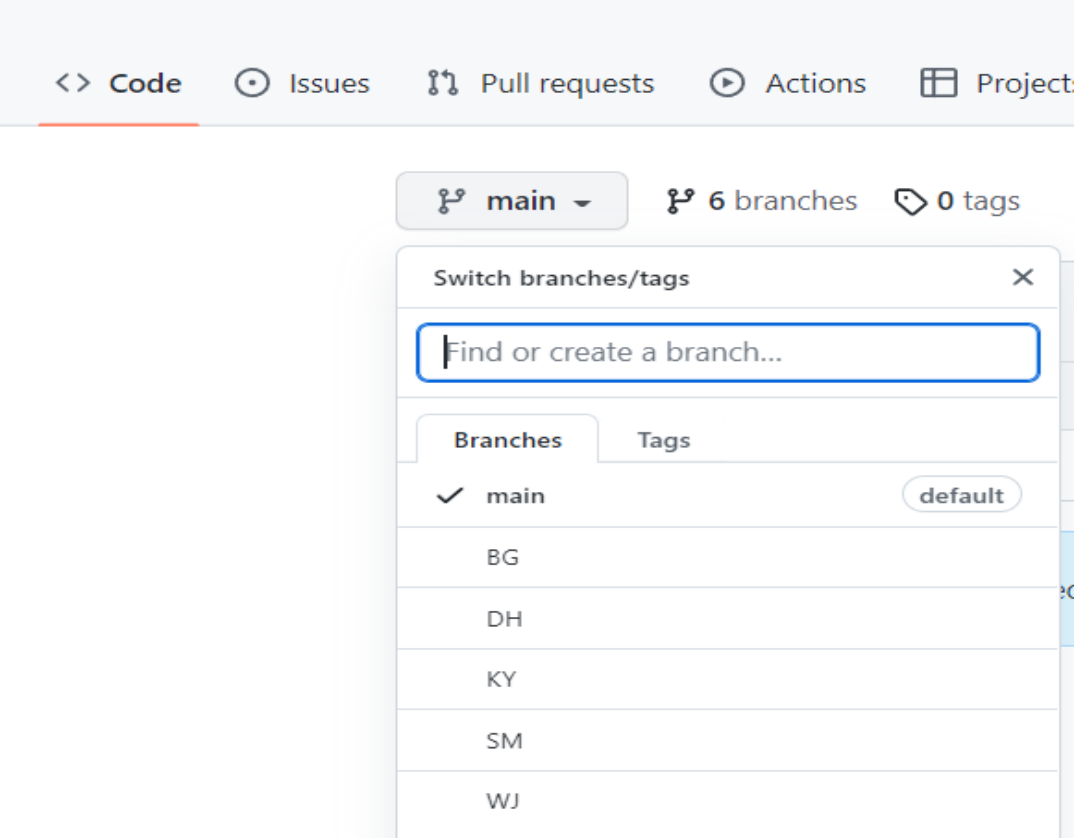 Code Issues Pull requests Actions Projects
main 6 branches 0 tags
Switch branches/tags
Find or create a branch...
Branches Tags
main default
BG
DH
KY
SM
WJ